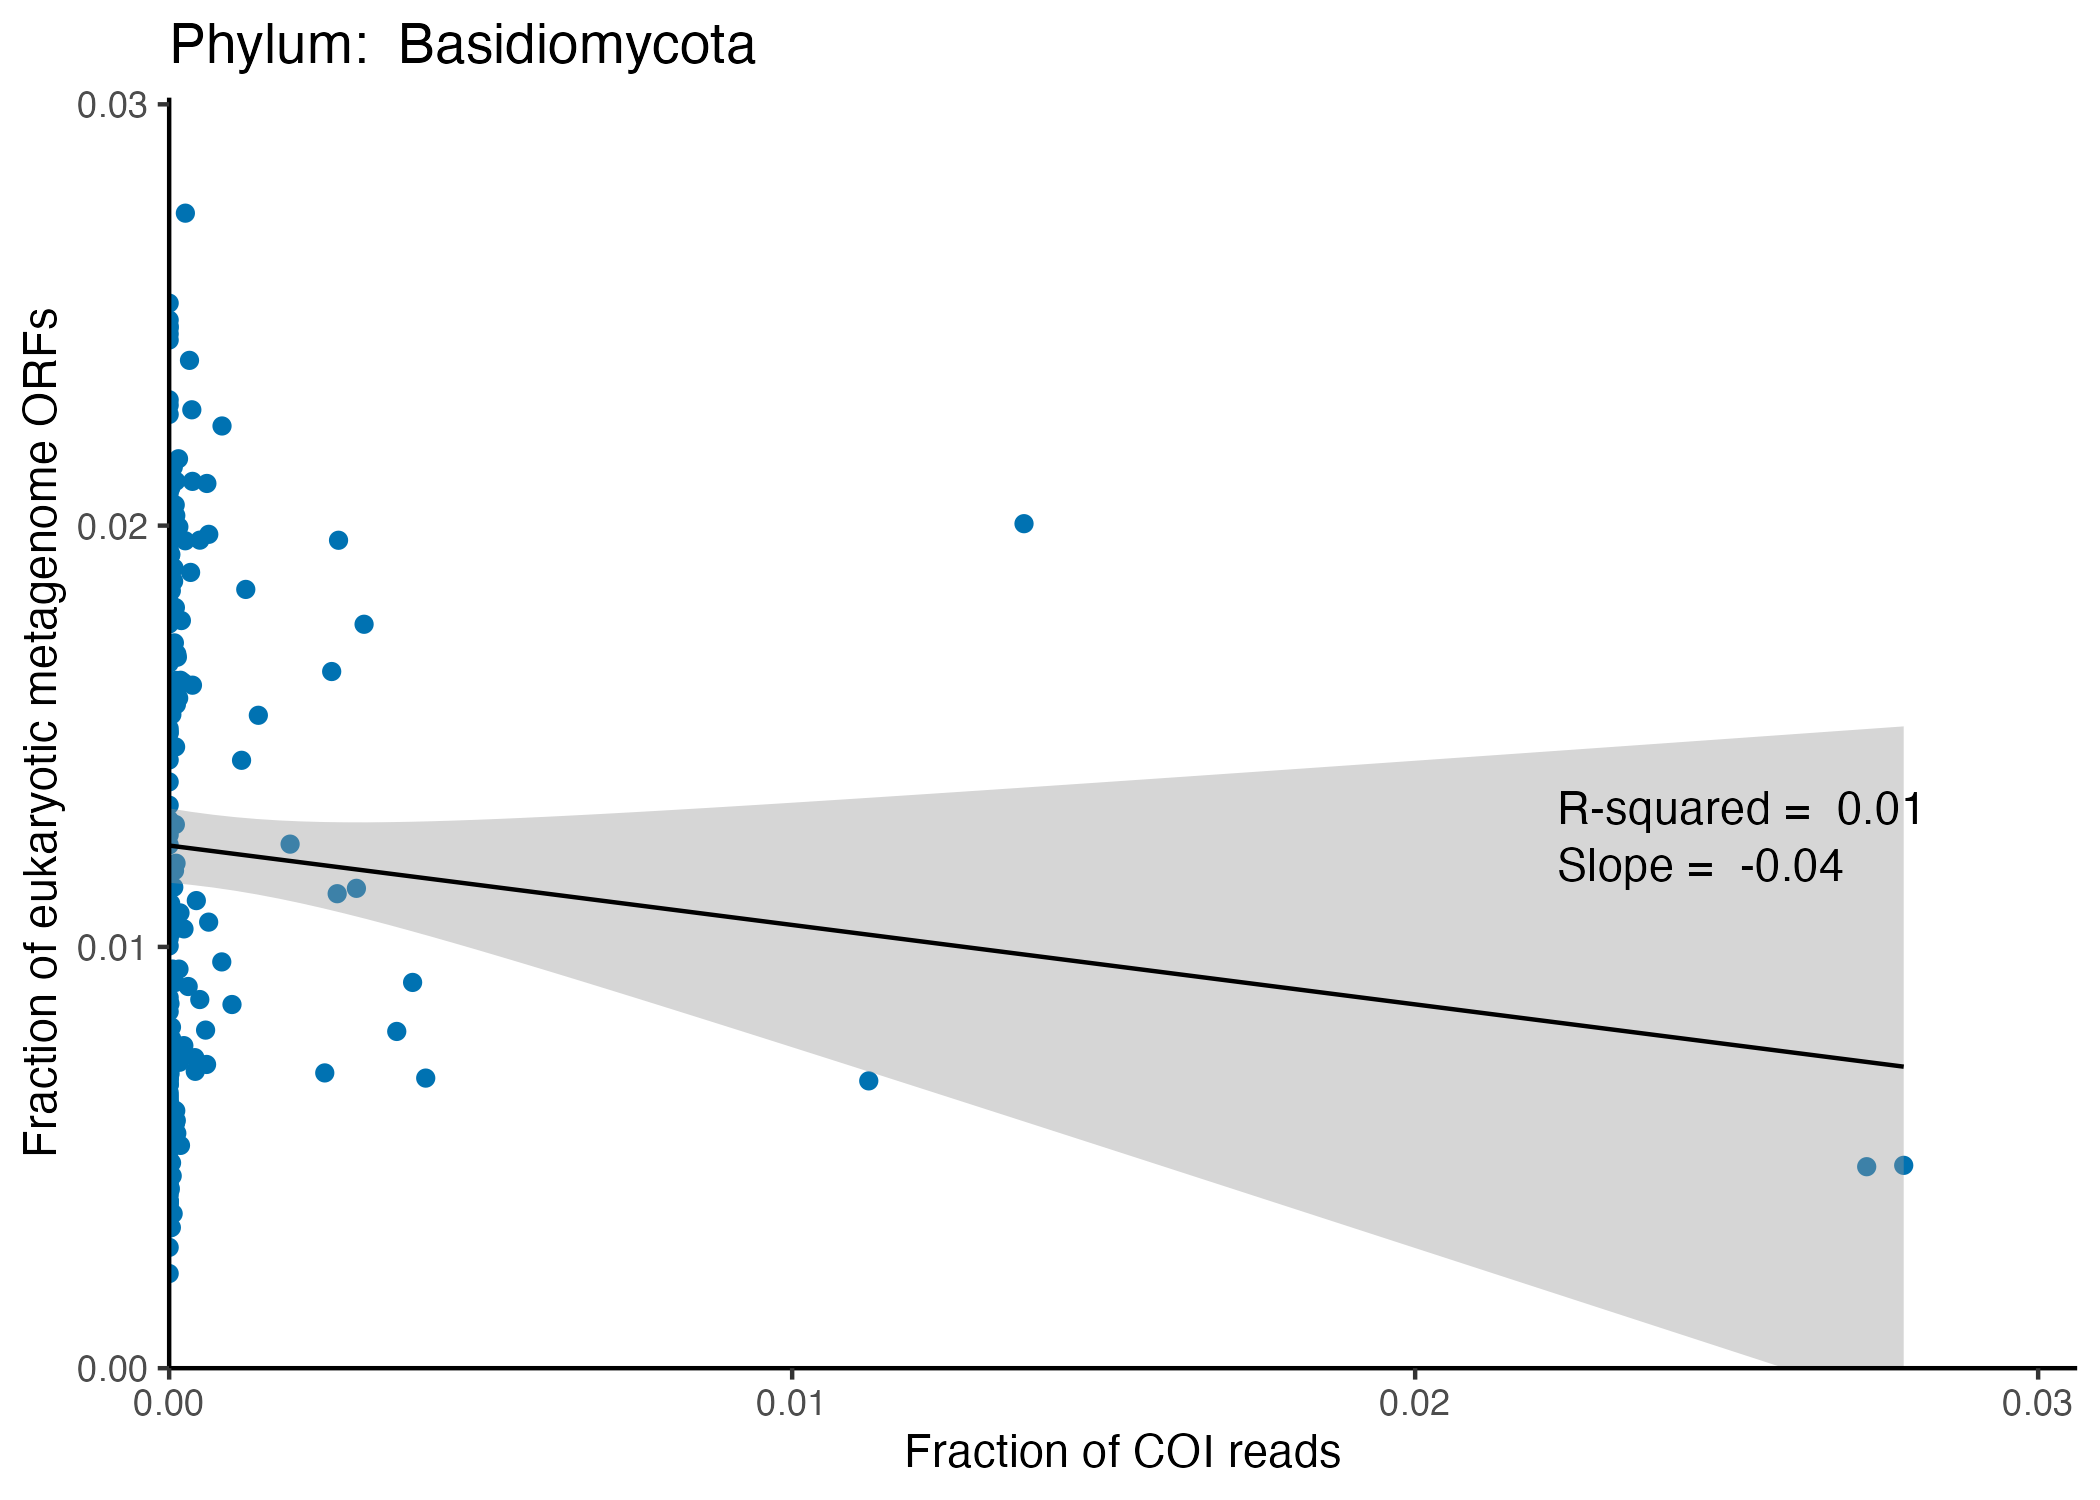 Phylum:  Basidiomycota
0.03
0.02
0.01
0.00
Fraction of eukaryotic metagenome ORFs
R-squared =  0.01
Slope =  -0.04
0.00
0.01
0.02
0.03
Fraction of COI reads